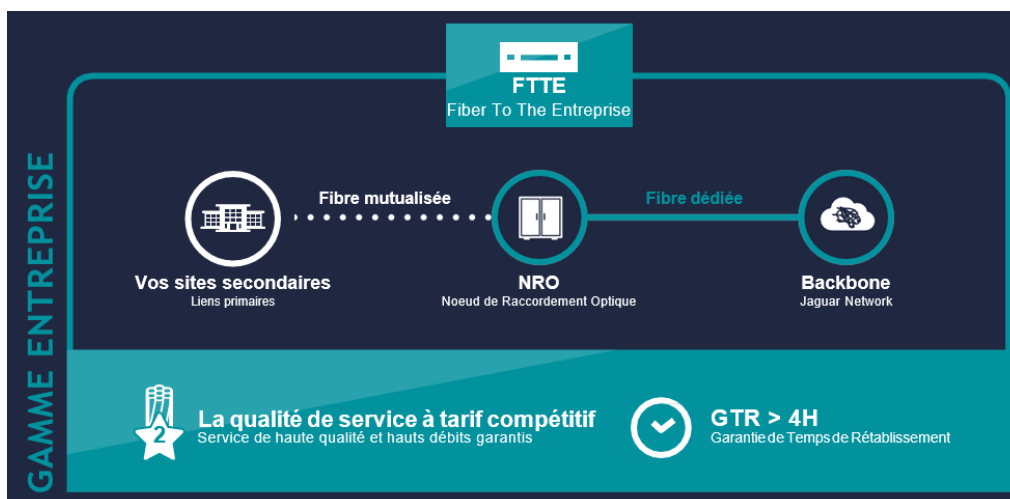 FTTE
Fiber To The Entreprise
GAMME ENTREPRISE
Fibre mutualisée
Fibre dédiée
Vos sites secondaires
Liens primaires
NRO
Noeud de Raccordement Optique
Backbone
Jaguar Network
2
La qualité de service à tarif compétitif
Service de haute qualité et hauts débits garantis
GTR > 4H
Garantie de Temps de Rétablissement